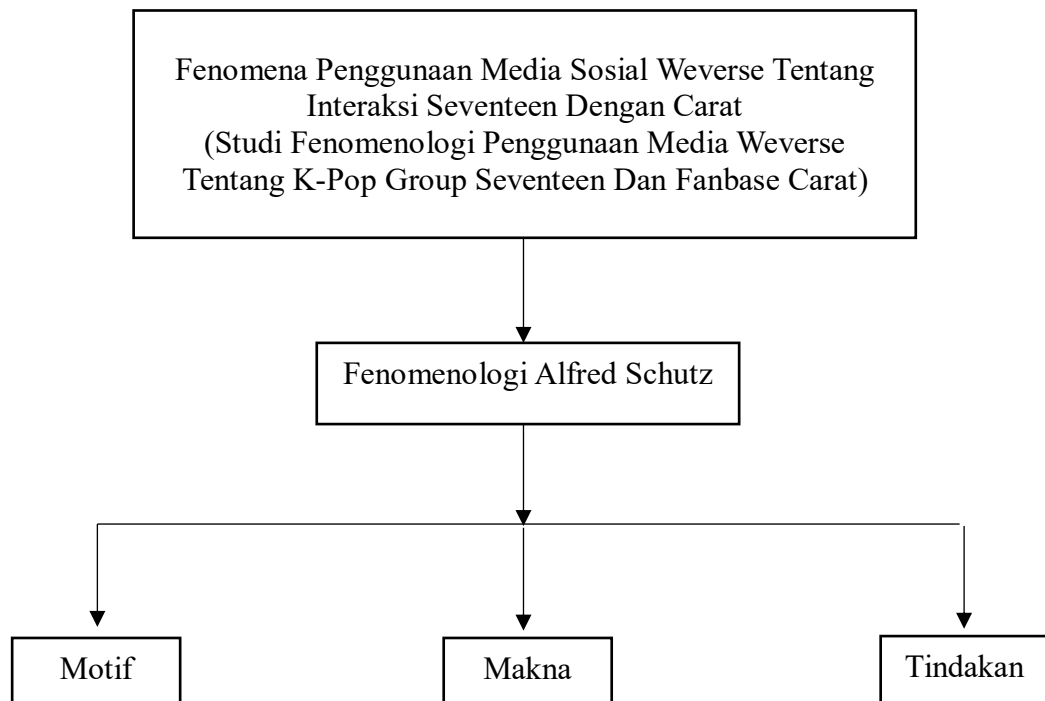 Fenomena Penggunaan Media Sosial Weverse Tentang
Interaksi Seventeen Dengan Carat
(Studi Fenomenologi Penggunaan Media Weverse
Tentang K-Pop Group Seventeen Dan Fanbase Carat)
Fenomenologi Alfred Schutz
Motif
Makna
Tindakan